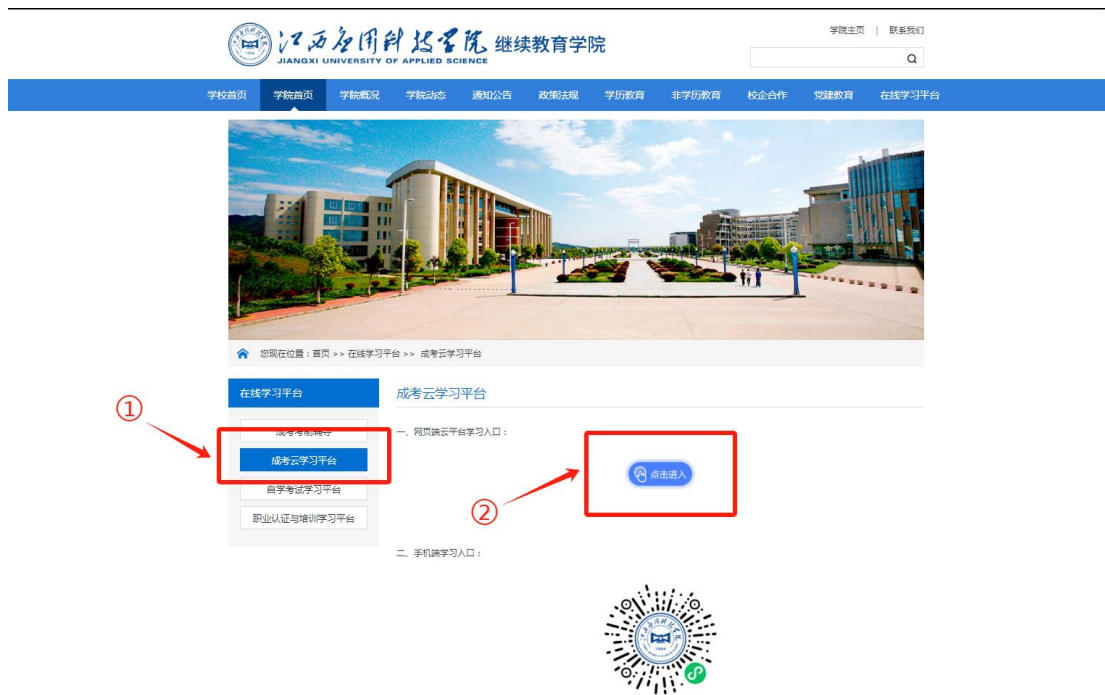 学院主页 | 联系我们
江西应用科技学院 继续教育学院
JIANGXI UNIVERSITY OF APPLIED SCIENCE
学校首页 学院首页 学院概况 学院动态 通知公告 政策法规 学历教育 非学历教育 校企合作 党建教育 在线学习平台
您现在位置：首页 >> 在线学习平台 >> 成考云学习平台
在线学习平台
成考云学习平台
①
成考考前辅导
一、网页端云平台学习入口：
成考云学习平台
点击进入
自学考试学习平台
②
职业认证与培训学习平台
二、手机端学习入口：